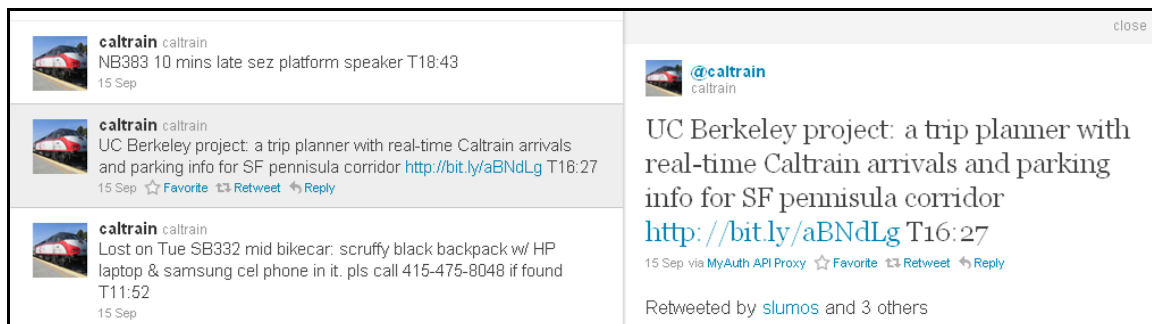 caltrain caltrain
NB383 10 mins late sez platform speaker T18:43
15 Sep
caltrain caltrain
UC Berkeley project: a trip planner with real-time Caltrain arrivals
and parking info for SF pennisula corridor http://bit.ly/aBNdLg T16:27
15 Sep Favorite Retweet Reply
caltrain caltrain
Lost on Tue SB332 mid bikecar: scruffy black backpack w/ HP
laptop & samsung cel phone in it. pls call 415-475-8048 if found
T11:52
15 Sep
close
@caltrain
caltrain
UC Berkeley project: a trip planner with
real-time Caltrain arrivals and parking
info for SF pennisula corridor
http://bit.ly/aBNdLg T16:27
15 Sep via MyAuth API Proxy Favorite Retweet Reply
Retweeted by slumos and 3 others